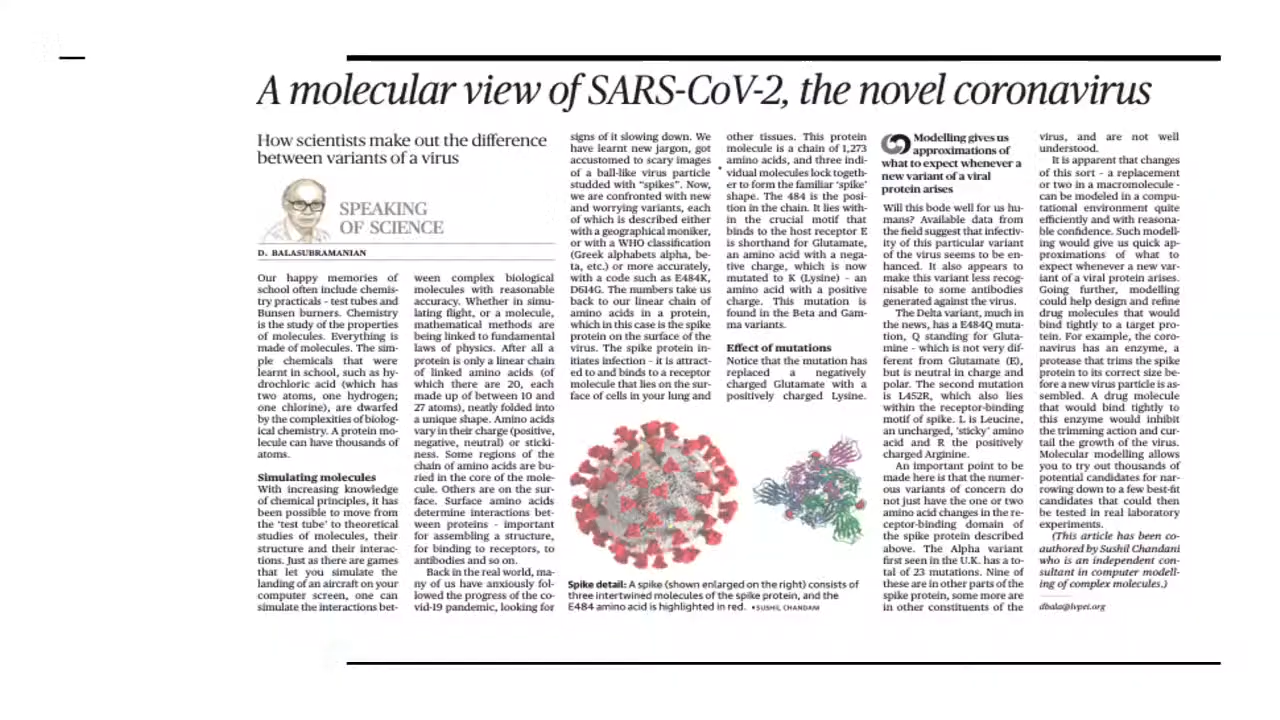 A molecular view of SARS-CoV-2, the novel coronavirus
How scientists make out the difference
between variants of a virus
SPEAKING
OF SCIENCE
D. BALASUBRAMANIAN
Our happy memories of
school often include chemis-
try practicals - test tubes and
Bunsen burners. Chemistry
is the study of the properties
of molecules. Everything is
made of molecules. The sim-
ple chemicals that were
learnt in school, such as hy-
drochloric acid (which has
two atoms, one hydrogen;
one chlorine), are dwarfed
by the complexities of biolog-
ical chemistry. A protein mo-
lecule can have thousands of
atoms.
Simulating molecules
With increasing knowledge
of chemical principles, it has
been possible to move from
the 'test tube' to theoretical
studies of molecules, their
structure and their interac-
tions. Just as there are games
that let you simulate the
landing of an aircraft on your
computer screen, one can
simulate the interactions bet-
ween complex biological
molecules with reasonable
accuracy. Whether in simu-
lating flight, or a molecule,
mathematical methods are
being linked to fundamental
laws of physics. After all a
protein is only a linear chain
of linked amino acids (of
which there are 20, each
made up of between 10 and
27 atoms), neatly folded into
a unique shape. Amino acids
vary in their charge (positive,
negative, neutral) or sticki-
ness. Some regions of the
chain of amino acids are bu-
ried in the core of the mole-
cule. Others are on the sur-
face. Surface amino acids
determine interactions bet-
ween proteins - important
for assembling a structure,
for binding to receptors, to
antibodies and so on.
Back in the real world, ma-
ny of us have anxiously fol-
lowed the progress of the co-
vid-19 pandemic, looking for
signs of it slowing down. We
have learnt new jargon, got
accustomed to scary images
of a ball-like virus particle
studded with "spikes". Now,
we are confronted with new
and worrying variants, each
of which is described either
with a geographical moniker,
or with a WHO classification
(Greek alphabets alpha, be-
ta, etc.) or more accurately,
with a code such as E484K,
D614G. The numbers take us
back to our linear chain of
amino acids in a protein,
which in this case is the spike
protein on the surface of the
virus. The spike protein in-
itiates infection - it is attract-
ed to and binds to a receptor
molecule that lies on the sur-
face of cells in your lung and
other tissues. This protein
molecule is a chain of 1,273
amino acids, and three indi-
vidual molecules lock togeth-
er to form the familiar 'spike'
shape. The 484 is the posi-
tion in the chain. It lies with-
in the crucial motif that
binds to the host receptor E
is shorthand for Glutamate,
an amino acid with a nega-
tive charge, which is now
mutated to K (Lysine) - an
amino acid with a positive
charge. This mutation is
found in the Beta and Gam-
ma variants.
Effect of mutations
Notice that the mutation has
replaced a negatively
charged Glutamate with a
positively charged Lysine.
Spike detail: A spike (shown enlarged on the right) consists of
three intertwined molecules of the spike protein, and the
E484 amino acid is highlighted in red. • SUSHIL CHANDANI
Modelling gives us
approximations of
what to expect whenever a
new variant of a viral
protein arises
Will this bode well for us hu-
mans? Available data from
the field suggest that infectiv-
ity of this particular variant
of the virus seems to be en-
hanced. It also appears to
make this variant less recog-
nisable to some antibodies
generated against the virus.
The Delta variant, much in
the news, has a E484Q muta-
tion, Q standing for Gluta-
mine - which is not very dif-
ferent from Glutamate (E),
but is neutral in charge and
polar. The second mutation
is L452R, which also lies
within the receptor-binding
motif of spike. L is Leucine,
an uncharged, 'sticky' amino
acid and R the positively
charged Arginine.
An important point to be
made here is that the numer-
ous variants of concern do
not just have the one or two
amino acid changes in the re-
ceptor-binding domain of
the spike protein described
above. The Alpha variant
first seen in the U.K. has a to-
tal of 23 mutations. Nine of
these are in other parts of the
spike protein, some more are
in other constituents of the
virus, and are not well
understood.
It is apparent that changes
of this sort - a replacement
or two in a macromolecule -
can be modeled in a compu-
tational environment quite
efficiently and with reasona-
ble confidence. Such modell-
ing would give us quick ap-
proximations of what to
expect whenever a new var-
iant of a viral protein arises.
Going further, modelling
could help design and refine
drug molecules that would
bind tightly to a target pro-
tein. For example, the coro-
navirus has an enzyme, a
protease that trims the spike
protein to its correct size be-
fore a new virus particle is as-
sembled. A drug molecule
that would bind tightly to
this enzyme would inhibit
the trimming action and cur-
tail the growth of the virus.
Molecular modelling allows
you to try out thousands of
potential candidates for nar-
rowing down to a few best-fit
candidates that could then
be tested in real laboratory
experiments.
(This article has been co-
authored by Sushil Chandani
who is an independent con-
sultant in computer modell-
ing of complex molecules.)
dbala@lvpei.org